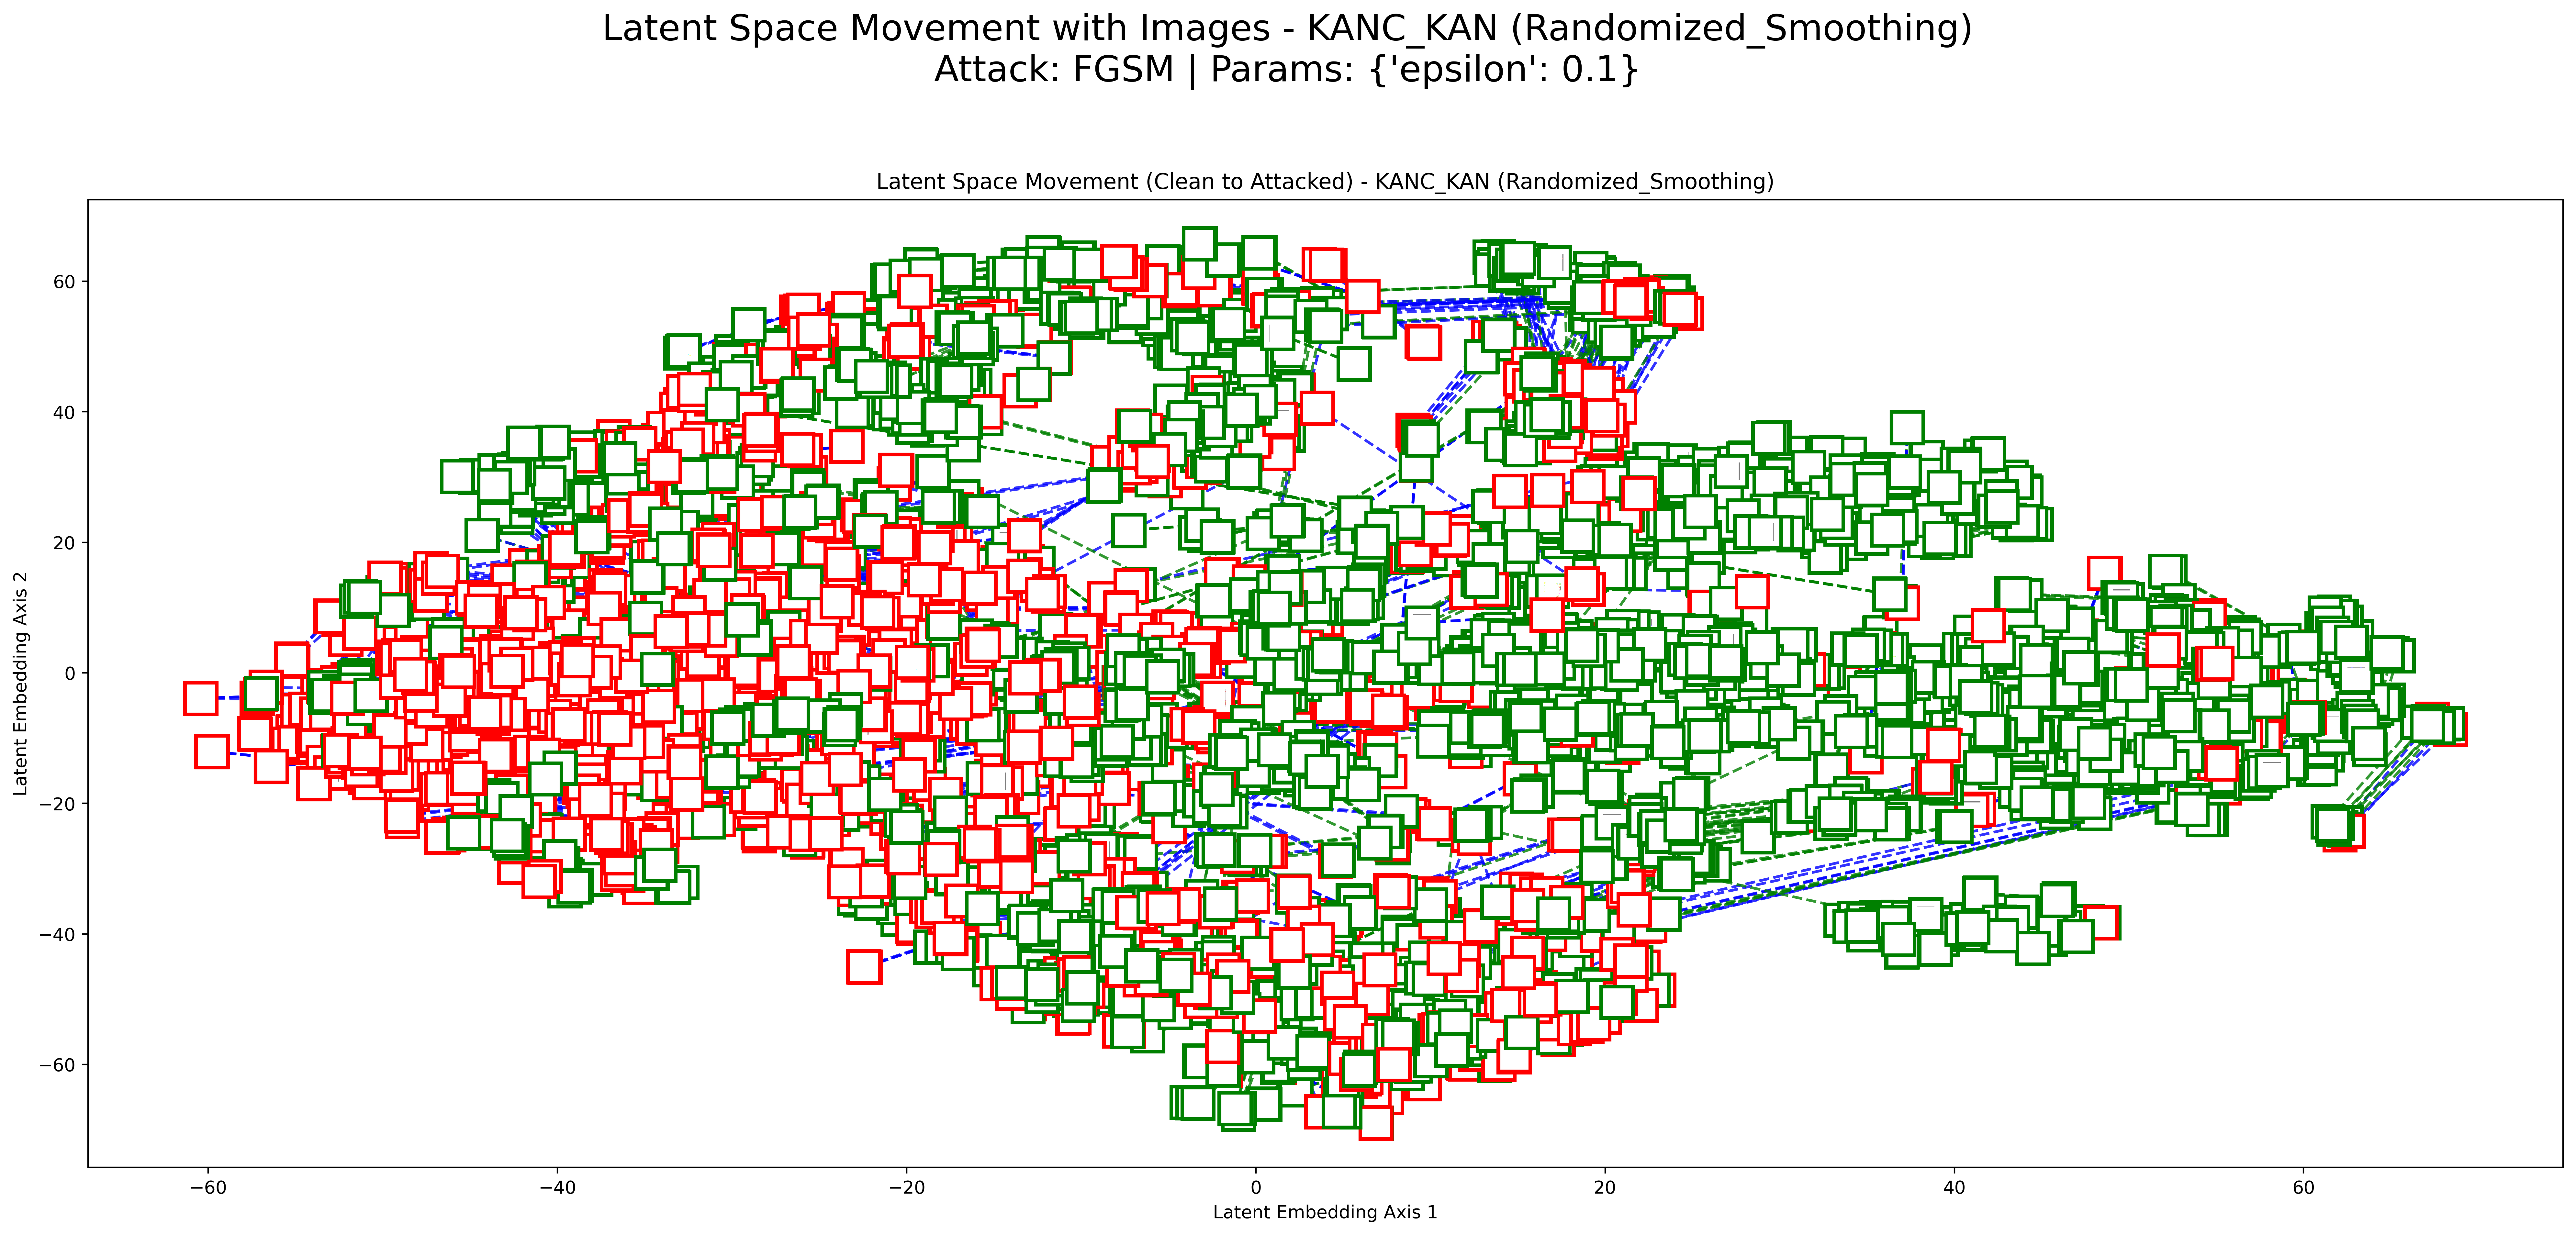 Latent Space Movement with Images - KANC_KAN (Randomized_Smoothing)
Attack: FGSM | Params: {'epsilon': 0.1}
Latent Space Movement (Clean to Attacked) - KANC_KAN (Randomized_Smoothing)
Latent Embedding Axis 2
60
40
20
0
−20
−40
−60
−60
−40
−20
0
20
40
60
Latent Embedding Axis 1